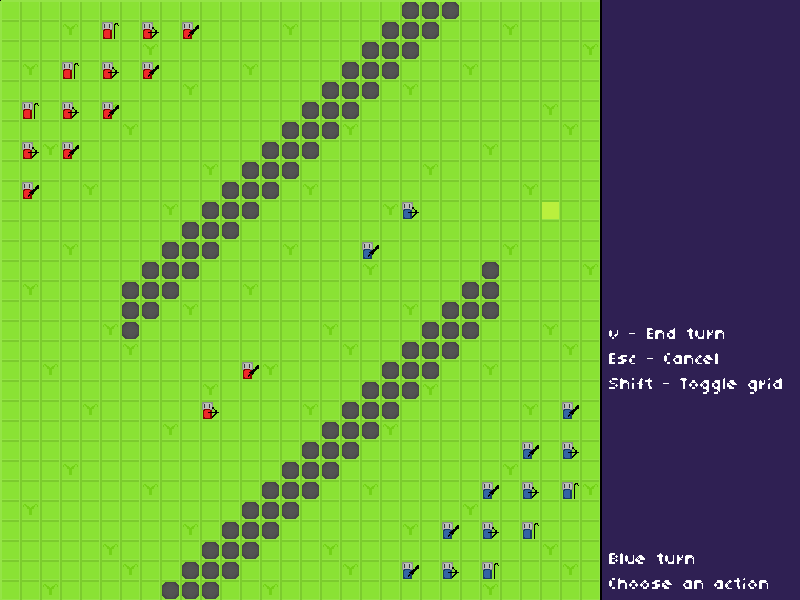 v - End turn
Esc - Cancel
Shift - Toggle grid
Blue turn
Choose an action